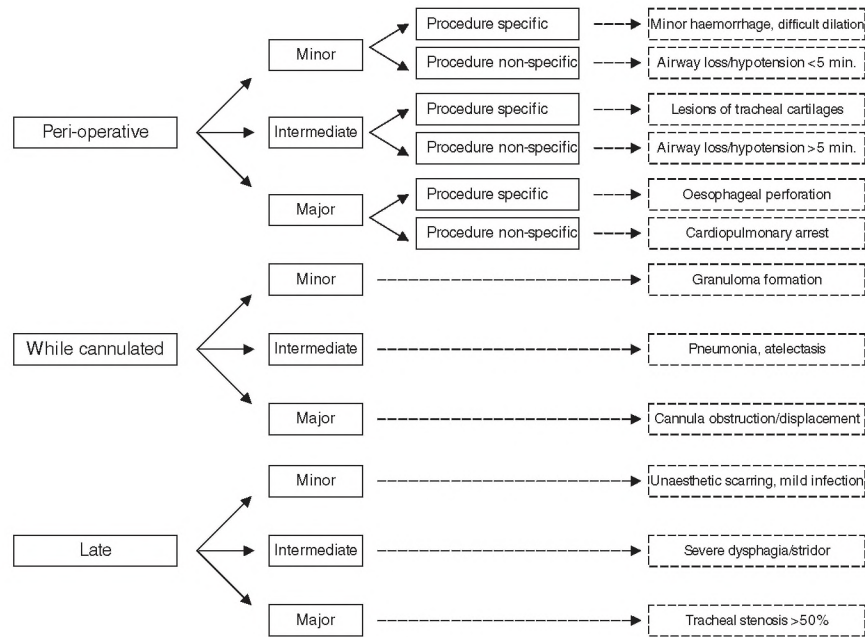 Peri-operative
Minor
Procedure specific
Minor haemorrhage, difficult dilation
Procedure non-specific
Airway loss/hypotension <5 min.
Intermediate
Procedure specific
Lesions of tracheal cartilages
Procedure non-specific
Airway loss/hypotension >5 min.
Major
Procedure specific
Oesophageal perforation
Procedure non-specific
Cardiopulmonary arrest
While cannulated
Minor
Granuloma formation
Intermediate
Pneumonia, atelectasis
Major
Cannula obstruction/displacement
Late
Minor
Unaesthetic scarring, mild infection
Intermediate
Severe dysphagia/stridor
Major
Tracheal stenosis >50%